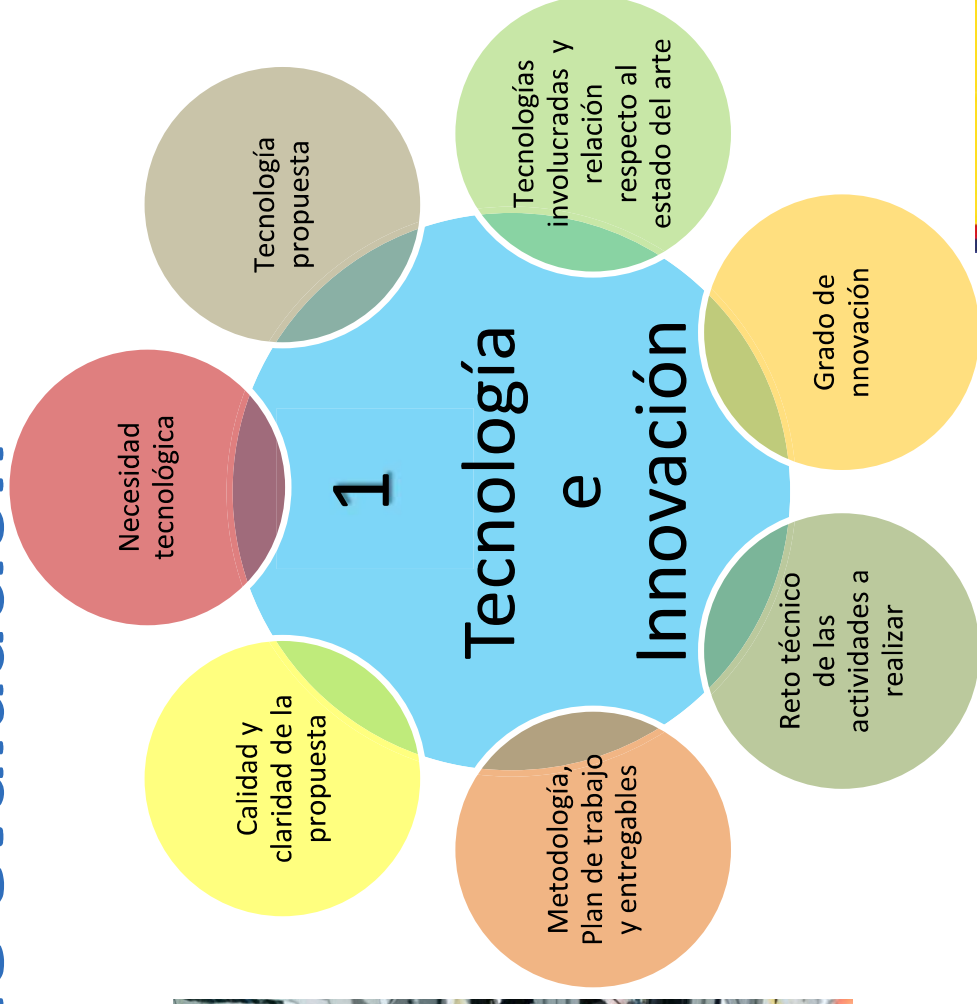 1
Tecnología
e
Innovación
Necesidad
tecnológica
Tecnología
propuesta
Tecnologías
involucradas y
relación
respecto al
estado del arte
Grado de
nnovación
Reto técnico
de las
actividades a
realizar
Metodología,
Plan de trabajo
y entregables
Calidad y
claridad de la
propuesta